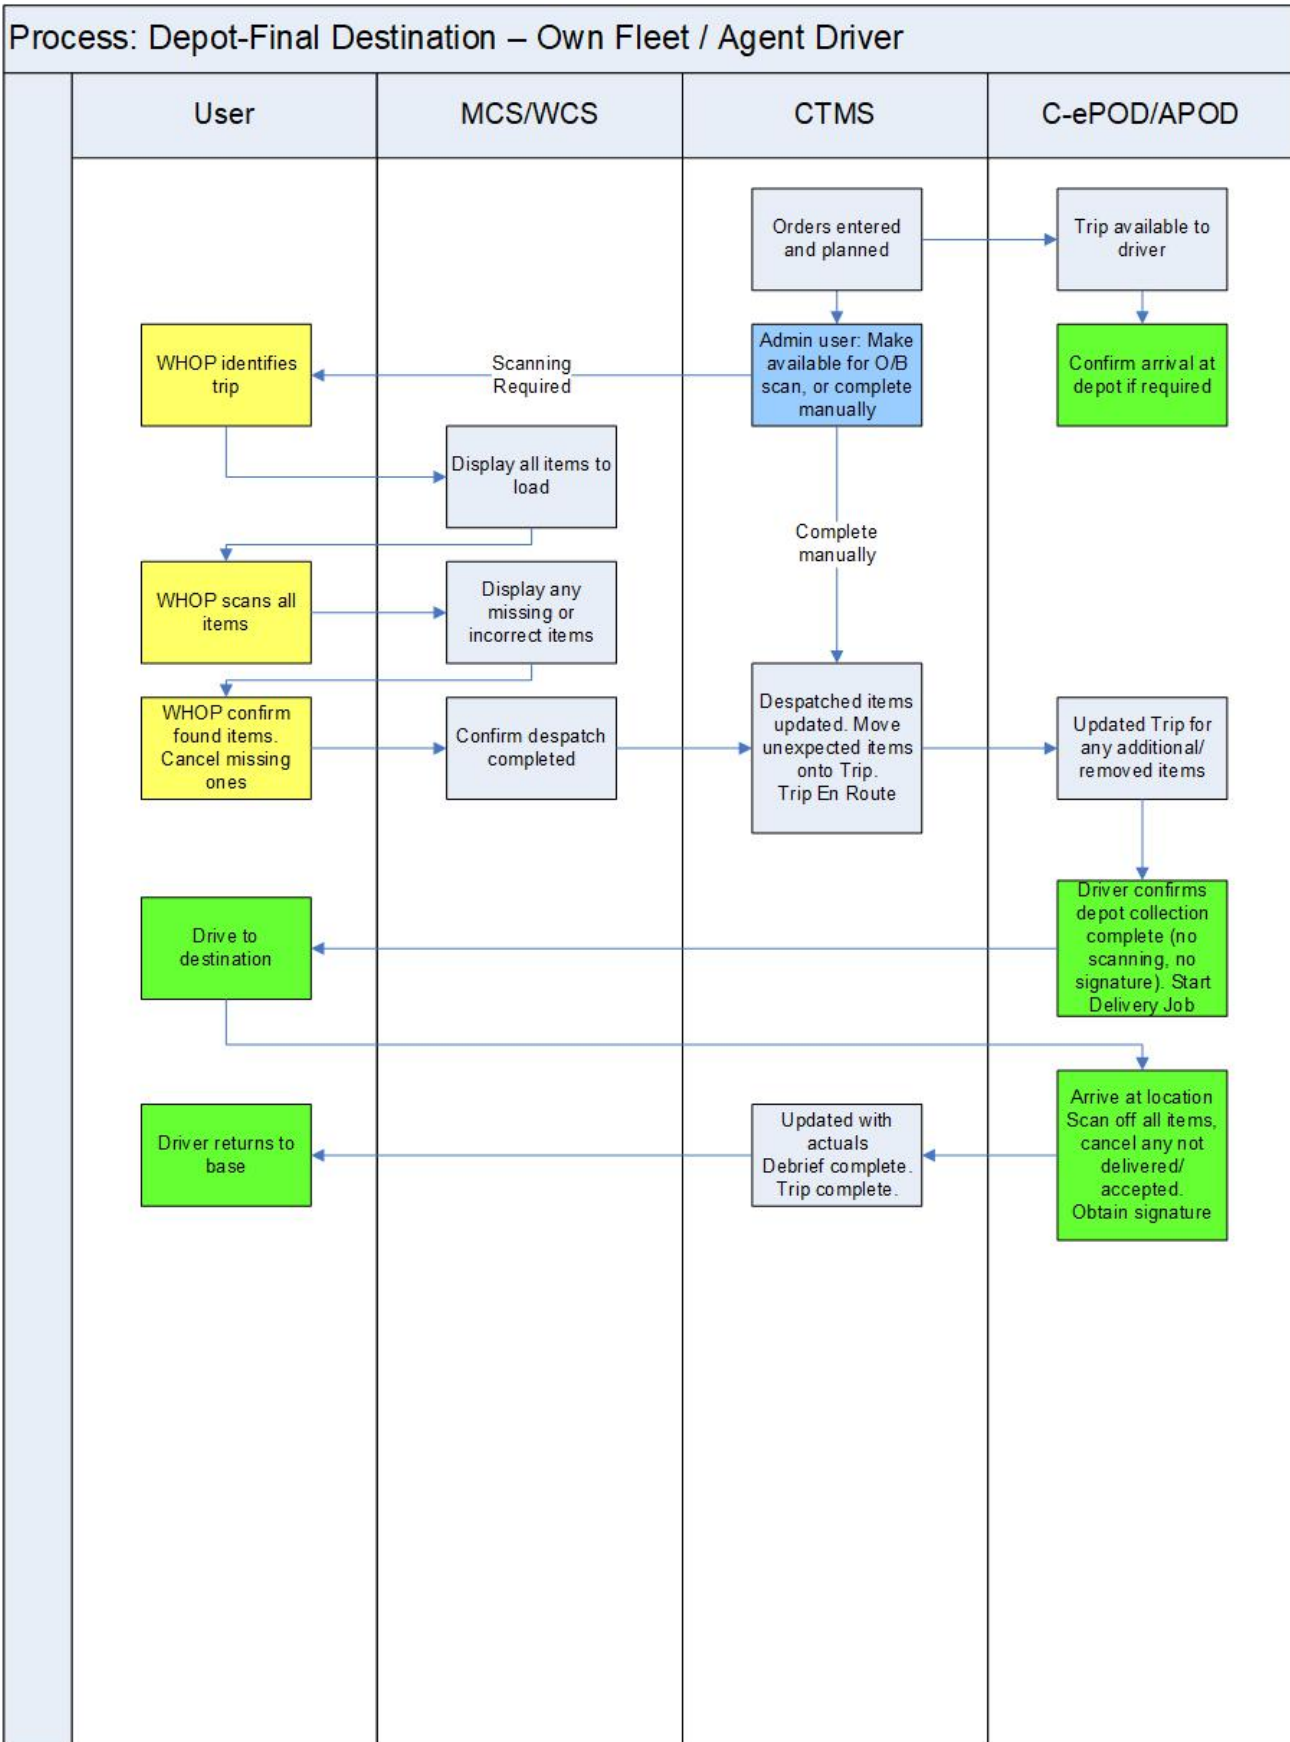 Process: Depot-Final Destination – Own Fleet / Agent Driver
User
MCS/WCS
CTMS
C-ePOD/APOD
Orders entered
and planned
Trip available to
driver
WHOP identifies
trip
Scanning
Required
Admin user: Make
available for O/B
scan, or complete
manually
Confirm arrival at
depot if required
Display all items to
load
Complete
manually
WHOP scans all
items
Display any
missing or
incorrect items
WHOP confirm
found items.
Cancel missing
ones
Confirm despatch
completed
Despatched items
updated. Move
unexpected items
onto Trip.
Trip En Route
Updated Trip for
any additional/
removed items
Driver confirms
depot collection
complete (no
scanning, no
signature). Start
Delivery Job
Drive to
destination
Arrive at location
Scan off all items,
cancel any not
delivered/
accepted.
Obtain signature
Updated with
actuals
Debrief complete.
Trip complete.
Driver returns to
base